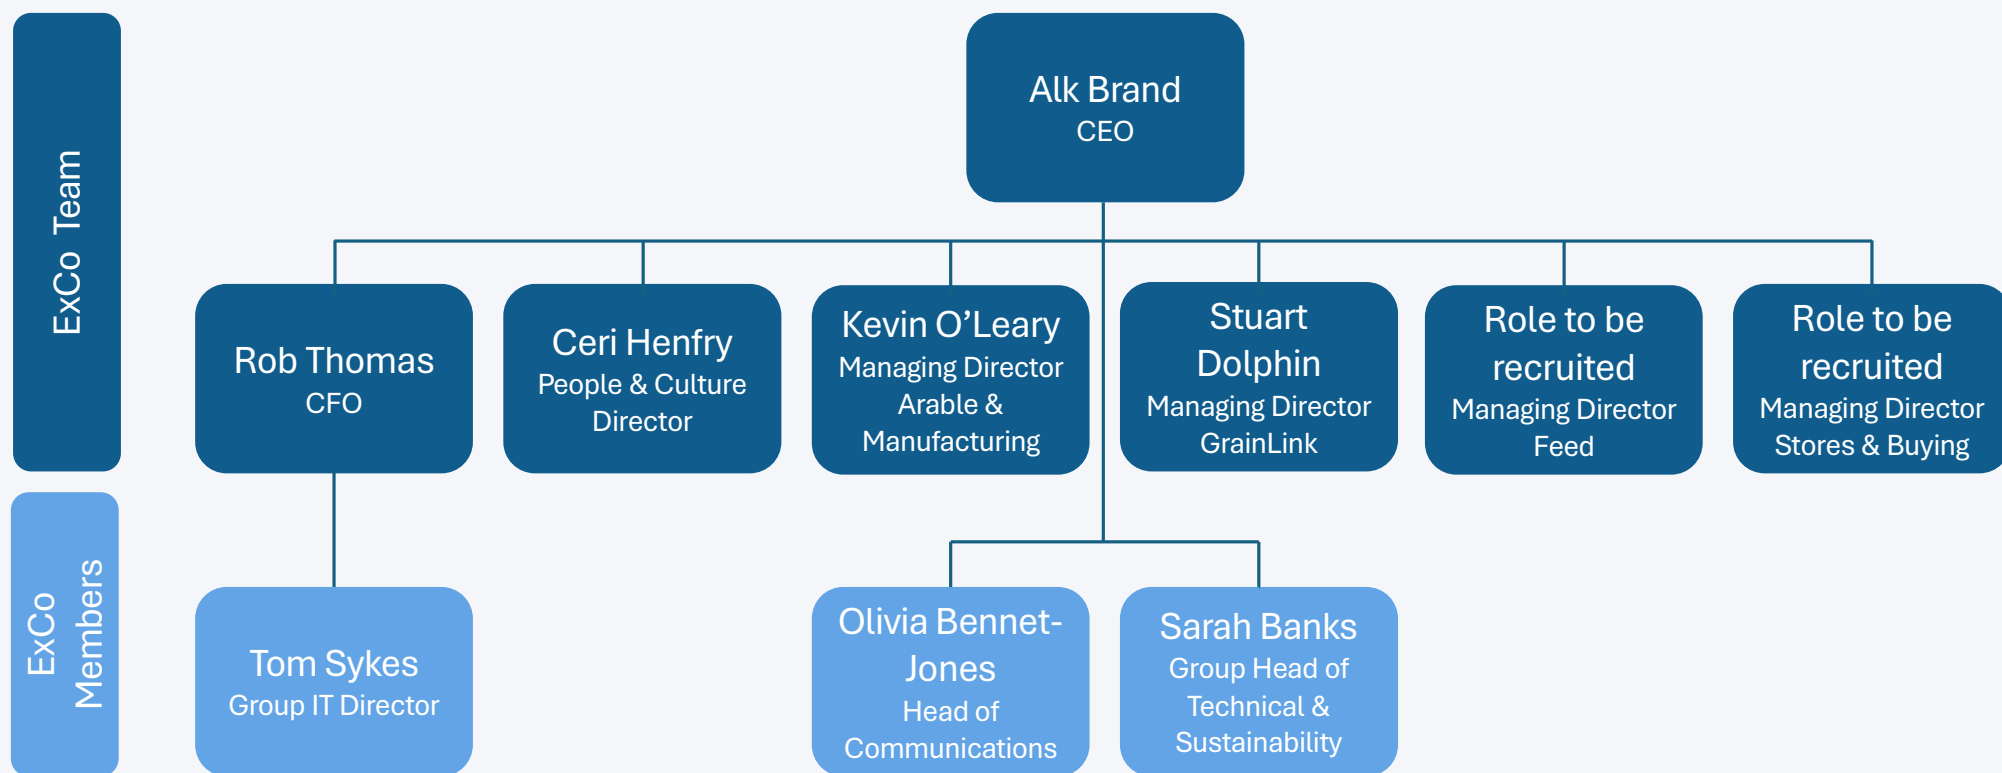 ExCo Team
Alk Brand
CEO
Rob Thomas
CFO
Ceri Henfry
People & Culture
Director
Kevin O’Leary
Managing Director
Arable &
Manufacturing
Stuart
Dolphin
Managing Director
GrainLink
Role to be
recruited
Managing Director
Feed
Role to be
recruited
Managing Director
Stores & Buying
ExCo
Members
Tom Sykes
Group IT Director
Olivia Bennet-
Jones
Head of
Communications
Sarah Banks
Group Head of
Technical &
Sustainability